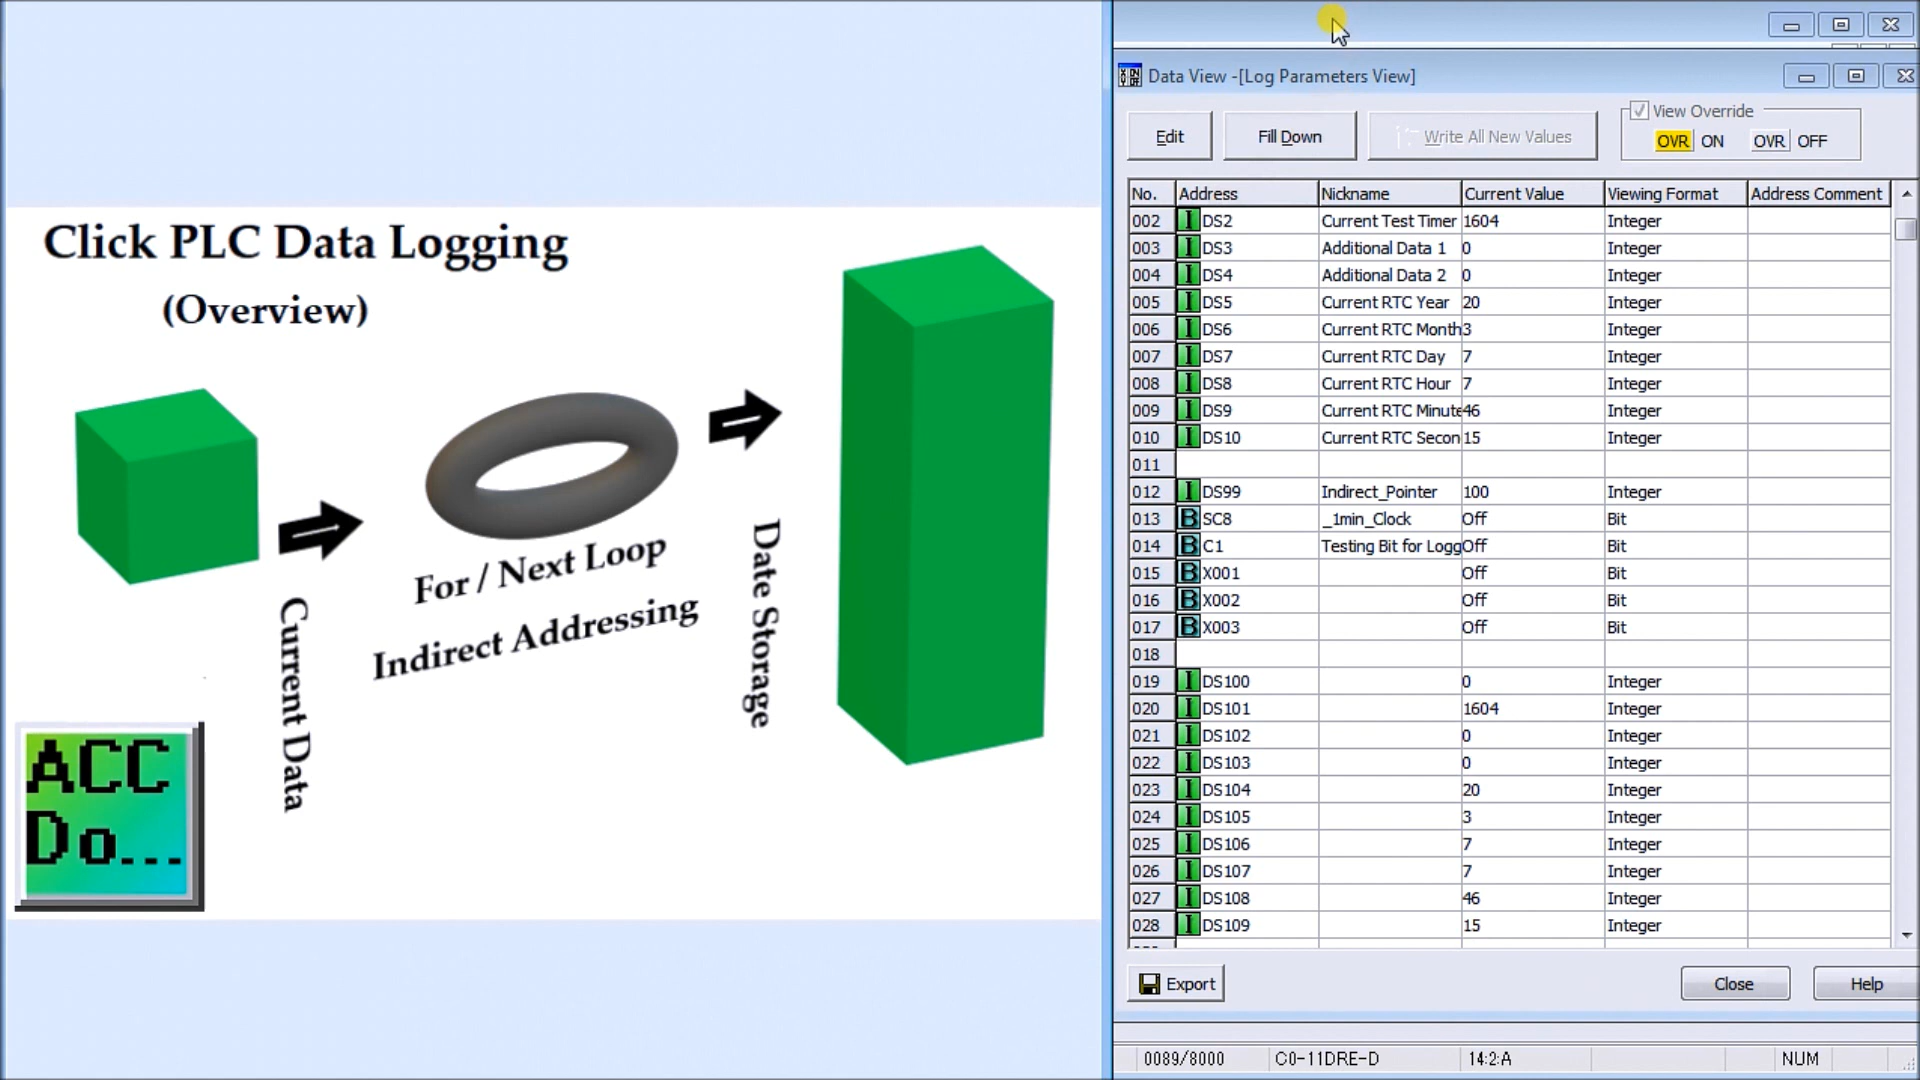 Click PLC Data Logging
(Overview)
Current Data
For / Next Loop
Indirect Addressing
Date Storage
ACC
Do...
Data View -[Log Parameters View]
Edit
Fill Down
Write All New Values
View Override
OVR ON OVR OFF
No. Address Nickname Current Value Viewing Format Address Comment
002 I DS2 Current Test Timer 1604 Integer
003 I DS3 Additional Data 1 0 Integer
004 I DS4 Additional Data 2 0 Integer
005 I DS5 Current RTC Year 20 Integer
006 I DS6 Current RTC Month 3 Integer
007 I DS7 Current RTC Day 7 Integer
008 I DS8 Current RTC Hour 7 Integer
009 I DS9 Current RTC Minute 46 Integer
010 I DS10 Current RTC Secon 15 Integer
011
012 I DS99 Indirect_Pointer 100 Integer
013 B SC8 _1min_Clock Off Bit
014 B C1 Testing Bit for Logg Off Bit
015 B X001 Off Bit
016 B X002 Off Bit
017 B X003 Off Bit
018
019 I DS100 0 Integer
020 I DS101 1604 Integer
021 I DS102 0 Integer
022 I DS103 0 Integer
023 I DS104 20 Integer
024 I DS105 3 Integer
025 I DS106 7 Integer
026 I DS107 7 Integer
027 I DS108 46 Integer
028 I DS109 15 Integer
Export
Close
Help
0089/8000 C0-11DRE-D 14:2:A NUM